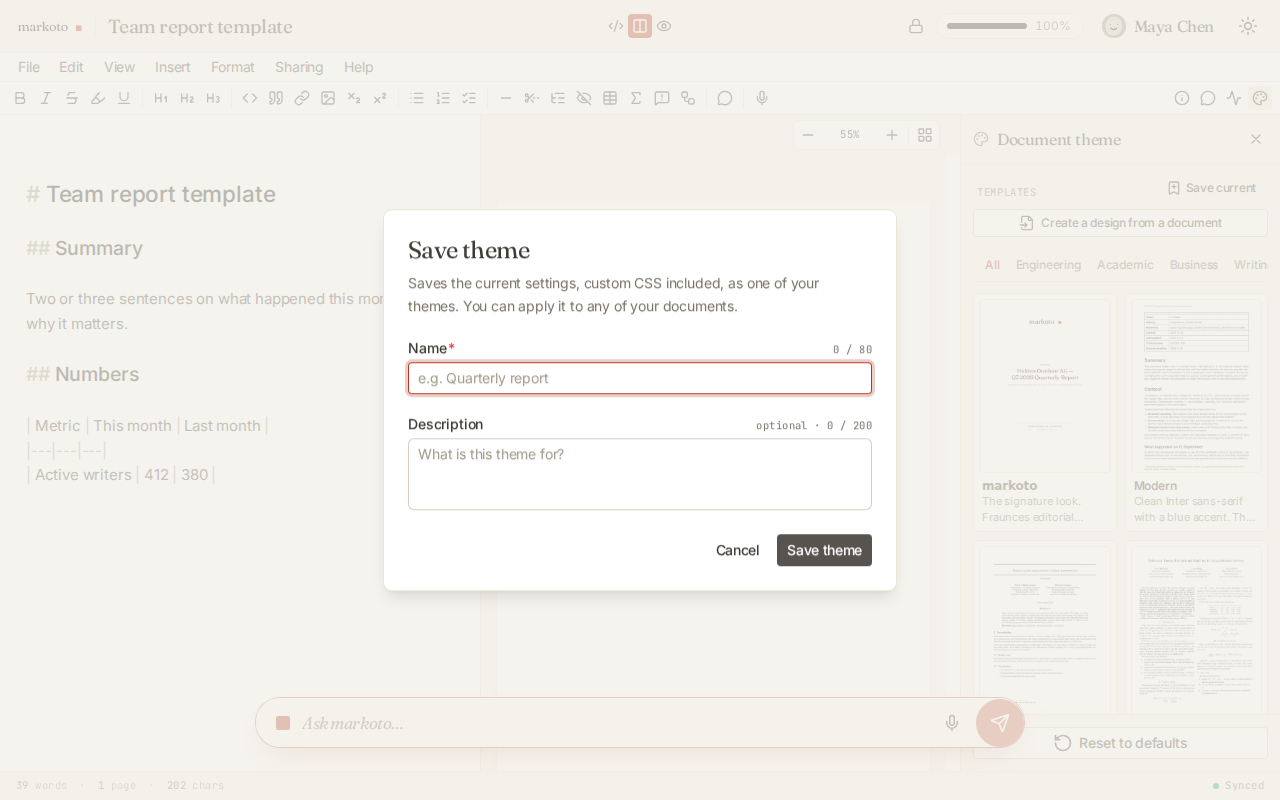 markoto
Team report template
100%
Maya Chen
File Edit View Insert Format Sharing Help
H1 H2 H3
55%
Document theme
# Team report template
## Summary
Two or three sentences on what happened this mon
why it matters.
## Numbers
| Metric | This month | Last month |
|---|---|---|
| Active writers | 412 | 380 |
Save theme
Saves the current settings, custom CSS included, as one of your
themes. You can apply it to any of your documents.
Name* 0 / 80
e.g. Quarterly report
Description optional · 0 / 200
What is this theme for?
Cancel Save theme
TEMPLATES Save current
Create a design from a document
All Engineering Academic Business Writin
markoto
The signature look.
Fraunces editorial...
Modern
Clean Inter sans-serif
with a blue accent. Th...
Reset to defaults
Ask markoto...
39 words · 1 page · 202 chars
Synced